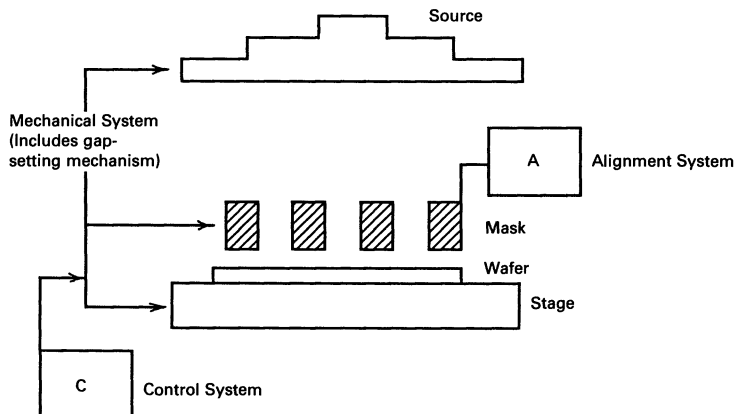 Source
Mechanical System
(Includes gap-
setting mechanism)
A
Alignment System
Mask
Wafer
Stage
C
Control System